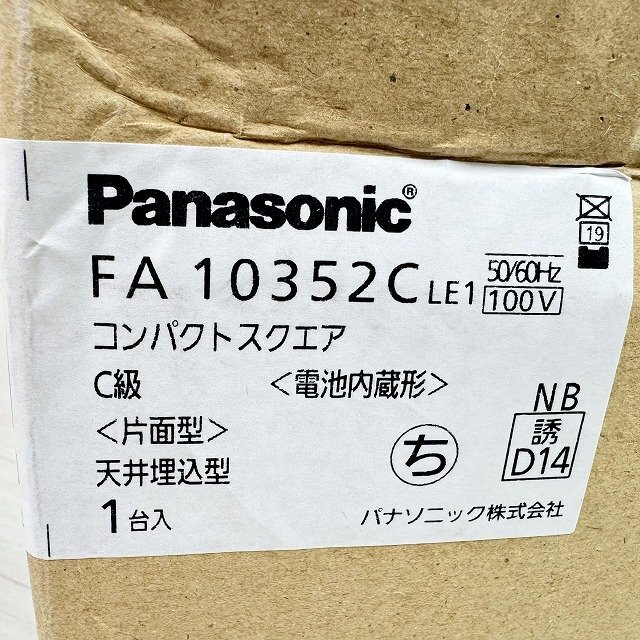 Panasonic®
FA 10352C LE1 50/60Hz 100V
19
コンパクトスクエア
C級 <電池内蔵形>
<片面型>
天井埋込型
1台入
ち
NB
誘
D14
パナソニック株式会社